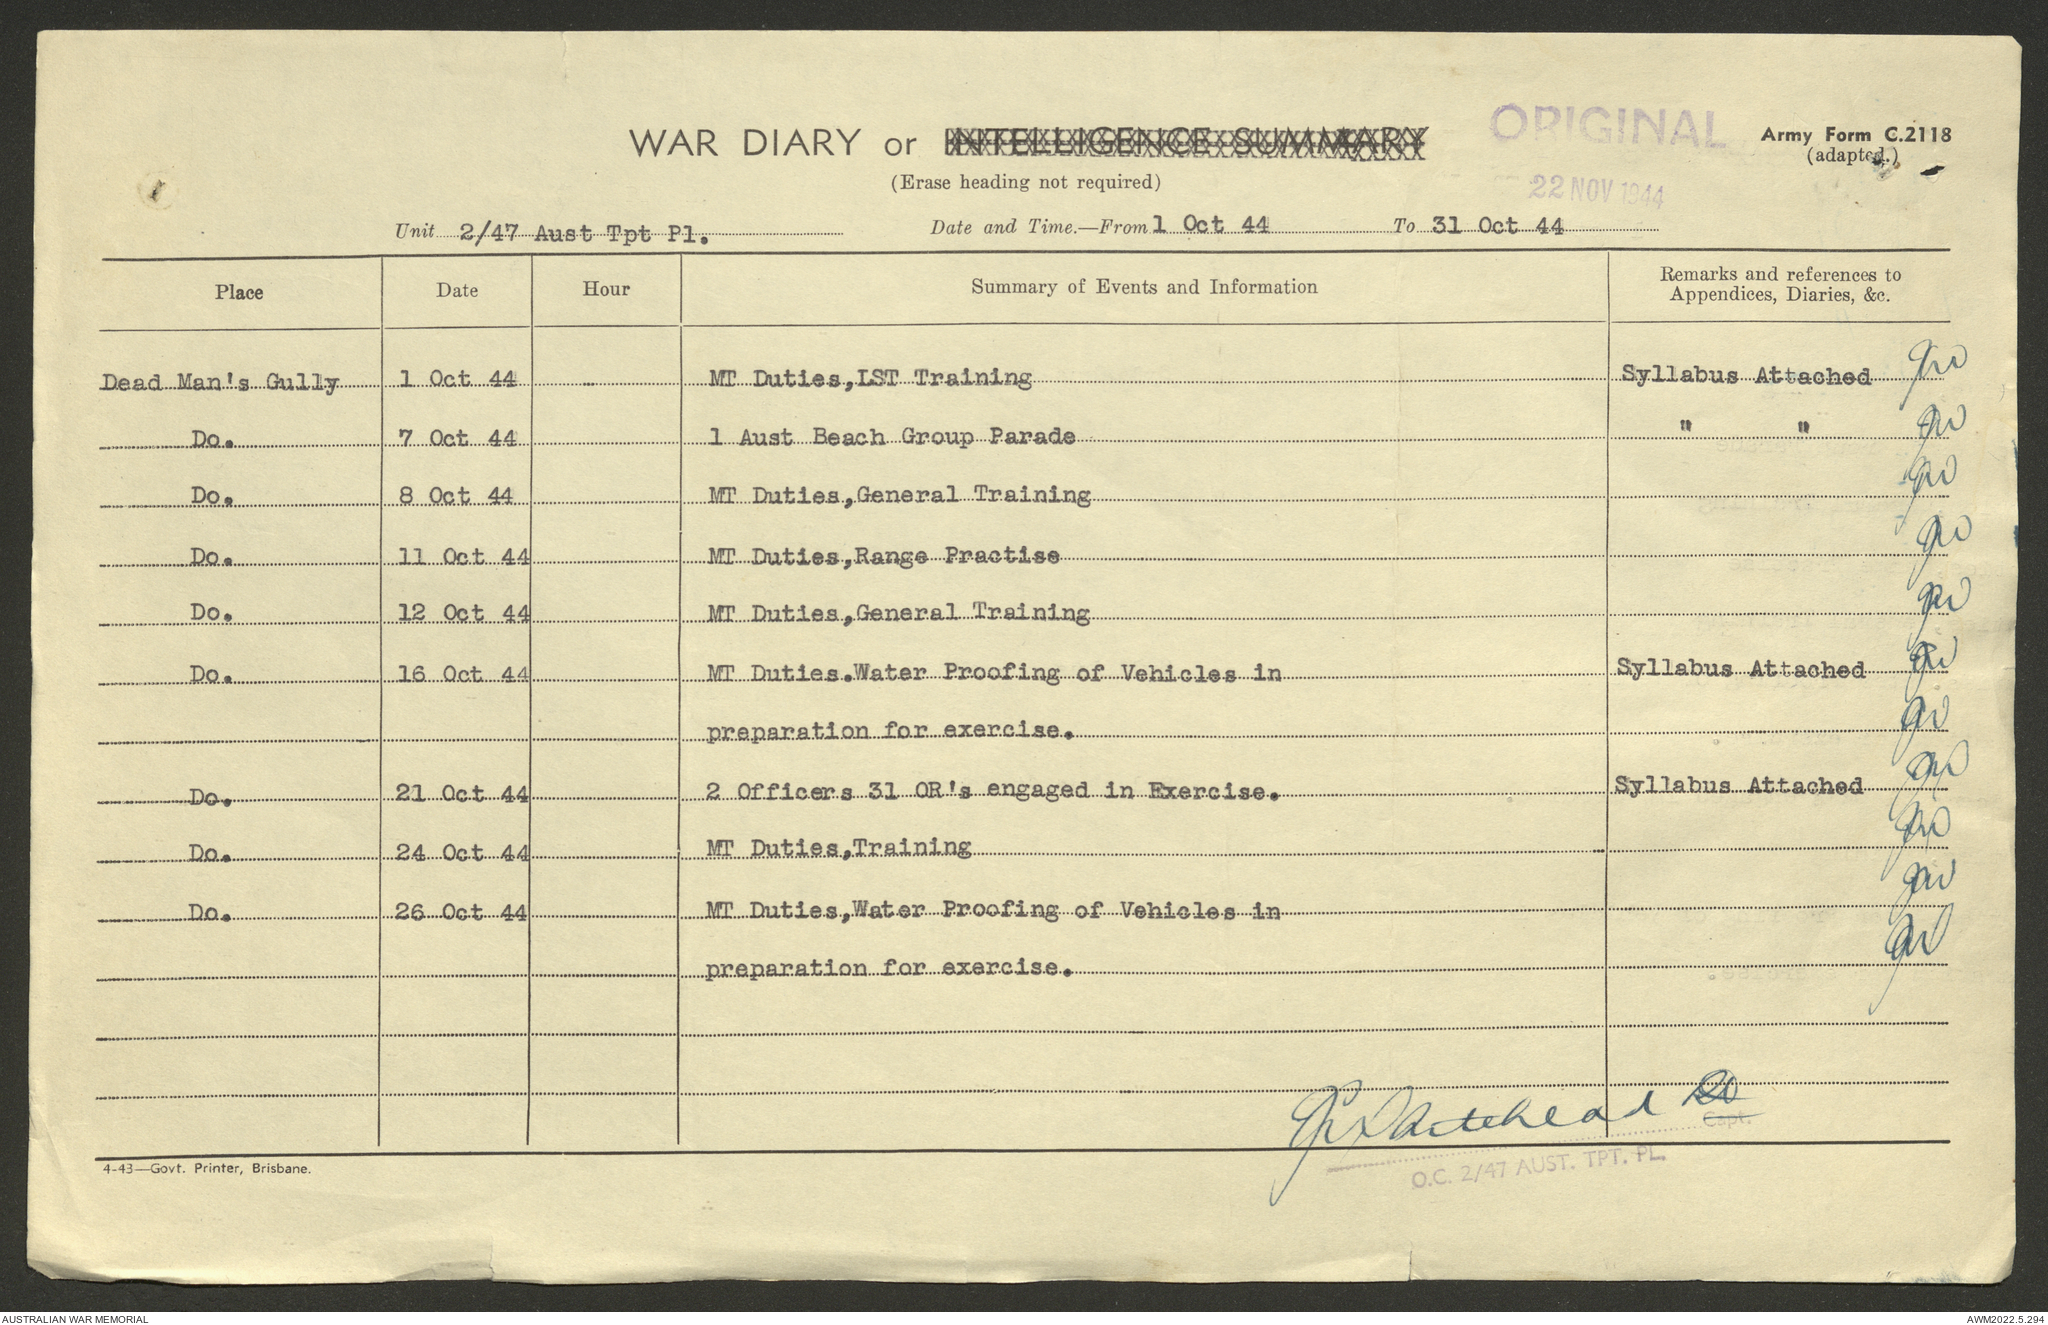 WAR DIARY or INTELLIGENCE SUMMARY
(Erase heading not required)
ORIGINAL
22 NOV 1944
Army Form C.2118
(adapted.)
Unit 2/47 Aust Tpt Pl. Date and Time.—From 1 Oct 44 To 31 Oct 44
Place Date Hour Summary of Events and Information Remarks and references to
Appendices, Diaries, &c.
Dead Man's Gully 1 Oct 44 MT Duties,LST Training Syllabus Attached
Do. 7 Oct 44 1 Aust Beach Group Parade " "
Do. 8 Oct 44 MT Duties,General Training
Do. 11 Oct 44 MT Duties,Range Practise
Do. 12 Oct 44 MT Duties,General Training
Do. 16 Oct 44 MT Duties.Water Proofing of Vehicles in Syllabus Attached
preparation for exercise.
Do. 21 Oct 44 2 Officers 31 OR's engaged in Exercise. Syllabus Attached
Do. 24 Oct 44 MT Duties,Training
Do. 26 Oct 44 MT Duties,Water Proofing of Vehicles in
preparation for exercise.
Whitehead
Capt.
O.C. 2/47 AUST. TPT. PL.
4-43—Govt. Printer, Brisbane.
AUSTRALIAN WAR MEMORIAL
AWM2022.5.294